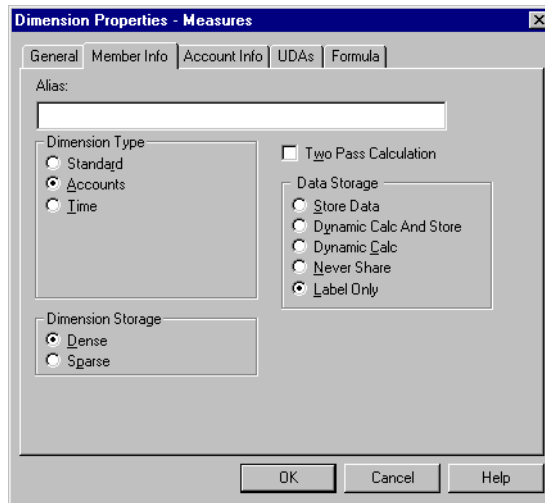 Dimension Properties - Measures
General Member Info Account Info UDAs Formula
Alias:
Dimension Type
Standard
Accounts
Time
Two Pass Calculation
Data Storage
Store Data
Dynamic Calc And Store
Dynamic Calc
Never Share
Label Only
Dimension Storage
Dense
Sparse
OK Cancel Help